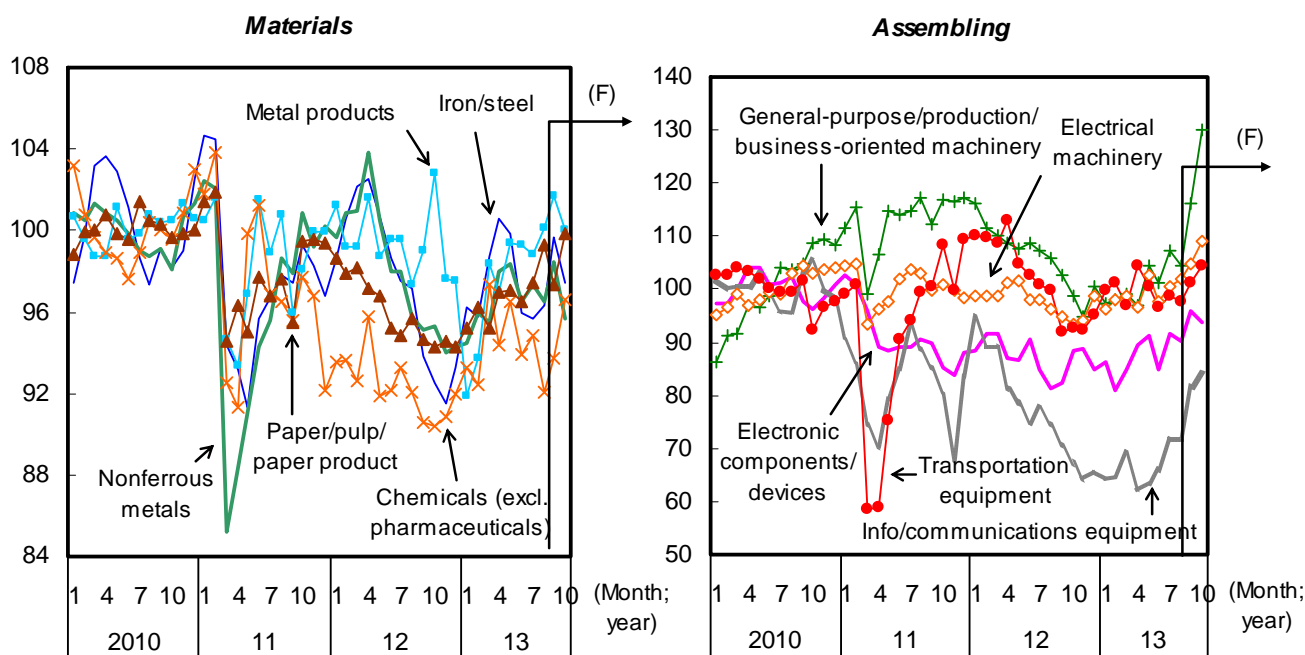 Materials
108
104
100
96
92
88
84
Metal products
Iron/steel
(F)
Paper/pulp/
paper product
Nonferrous
metals
Chemicals (excl.
pharmaceuticals)
1 4 7 10 1 4 7 10 1 4 7 10 1 4 7 10
(Month;
year)
2010 11 12 13
Assembling
140
130
120
110
100
90
80
70
60
50
General-purpose/production/
business-oriented machinery
Electrical
machinery
(F)
Electronic
components/
devices
Transportation
equipment
Info/communications equipment
1 4 7 10 1 4 7 10 1 4 7 10 1 4 7 10
(Month;
year)
2010 11 12 13